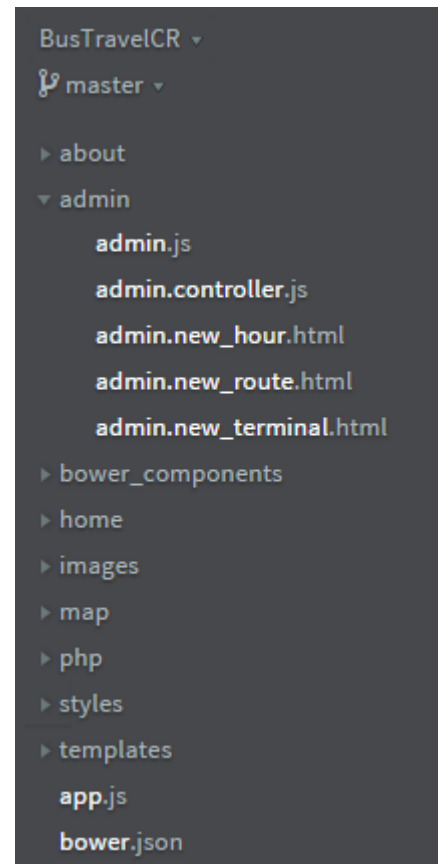 BusTravelCR
master
about
admin
admin.js
admin.controller.js
admin.new_hour.html
admin.new_route.html
admin.new_terminal.html
bower_components
home
images
map
php
styles
templates
app.js
bower.json